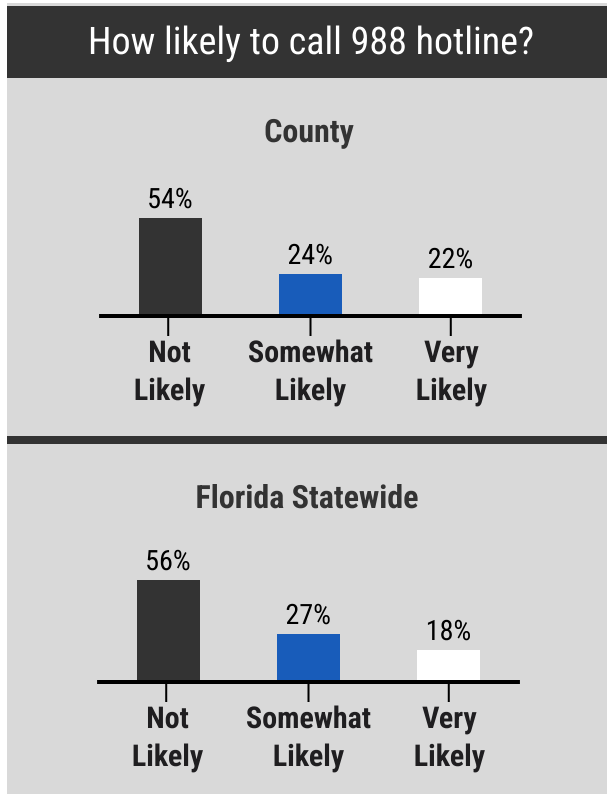 How likely to call 988 hotline?
County
54%
24%
22%
Not Likely
Somewhat Likely
Very Likely
Florida Statewide
56%
27%
18%
Not Likely
Somewhat Likely
Very Likely